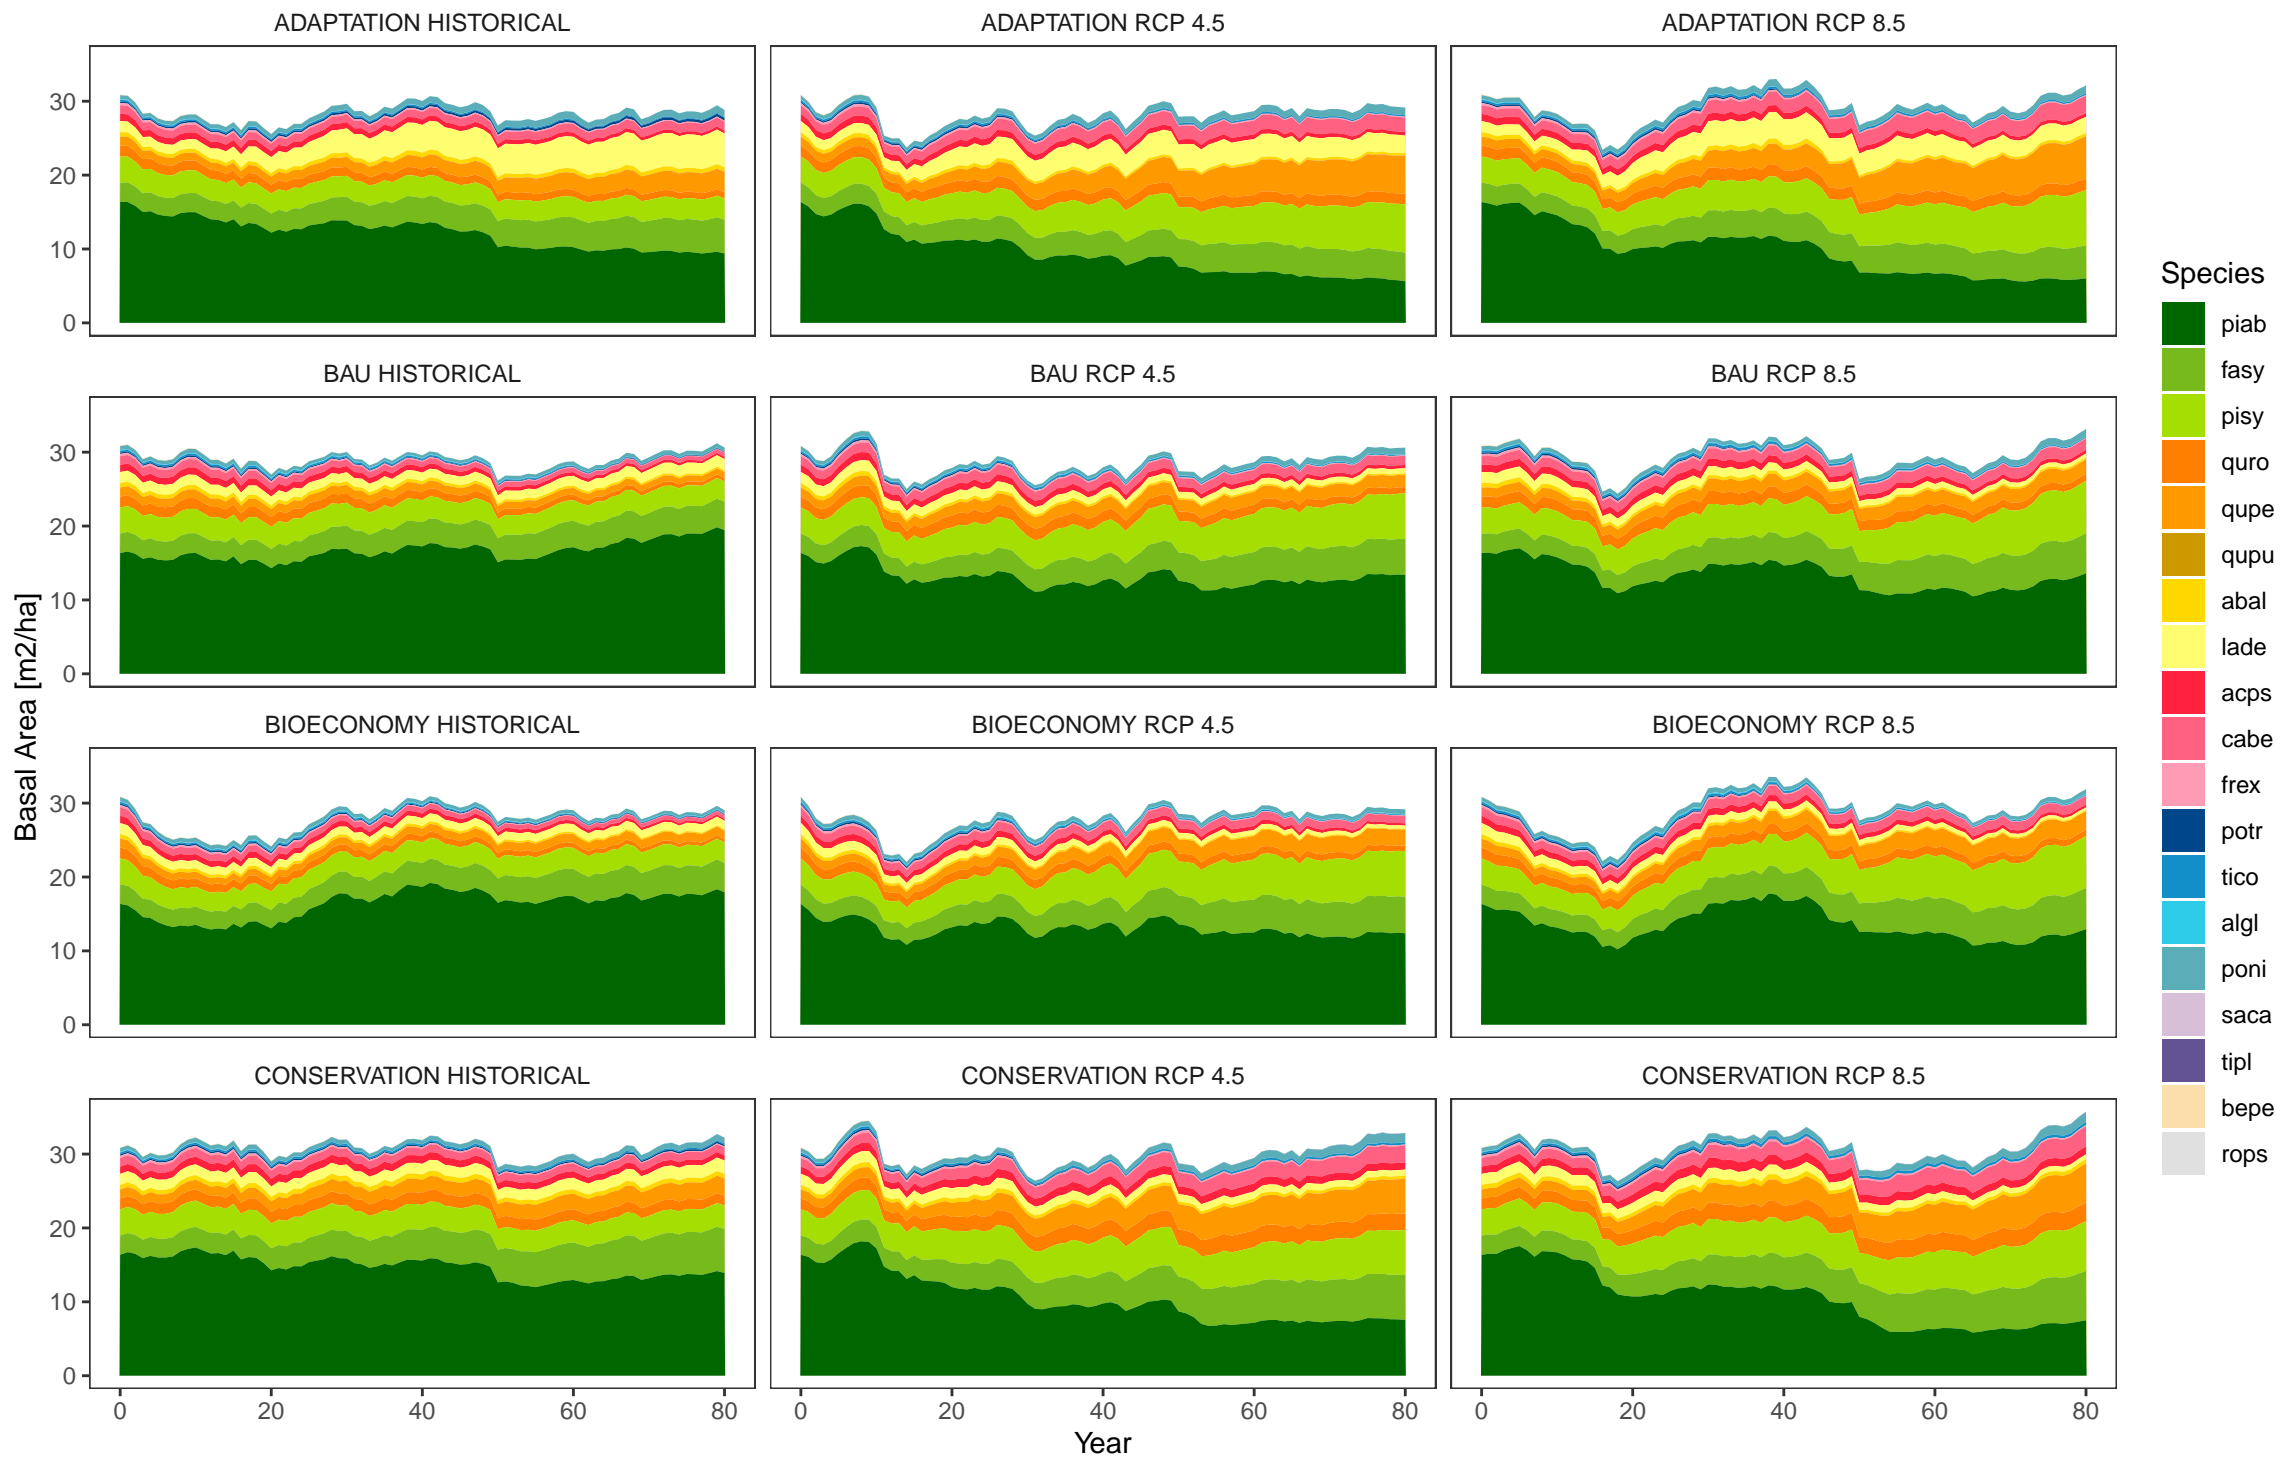 ADAPTATION HISTORICAL
ADAPTATION RCP 4.5
ADAPTATION RCP 8.5
30
20
10
0
BAU HISTORICAL
BAU RCP 4.5
BAU RCP 8.5
30
20
10
0
BIOECONOMY HISTORICAL
BIOECONOMY RCP 4.5
BIOECONOMY RCP 8.5
30
20
10
0
CONSERVATION HISTORICAL
CONSERVATION RCP 4.5
CONSERVATION RCP 8.5
30
20
10
0
0 20 40 60 80
0 20 40 60 80
0 20 40 60 80
Year
Basal Area [m2/ha]
Species
piab
fasy
pisy
quro
qupe
qupu
abal
lade
acps
cabe
frex
potr
tico
algl
poni
saca
tipl
bepe
rops